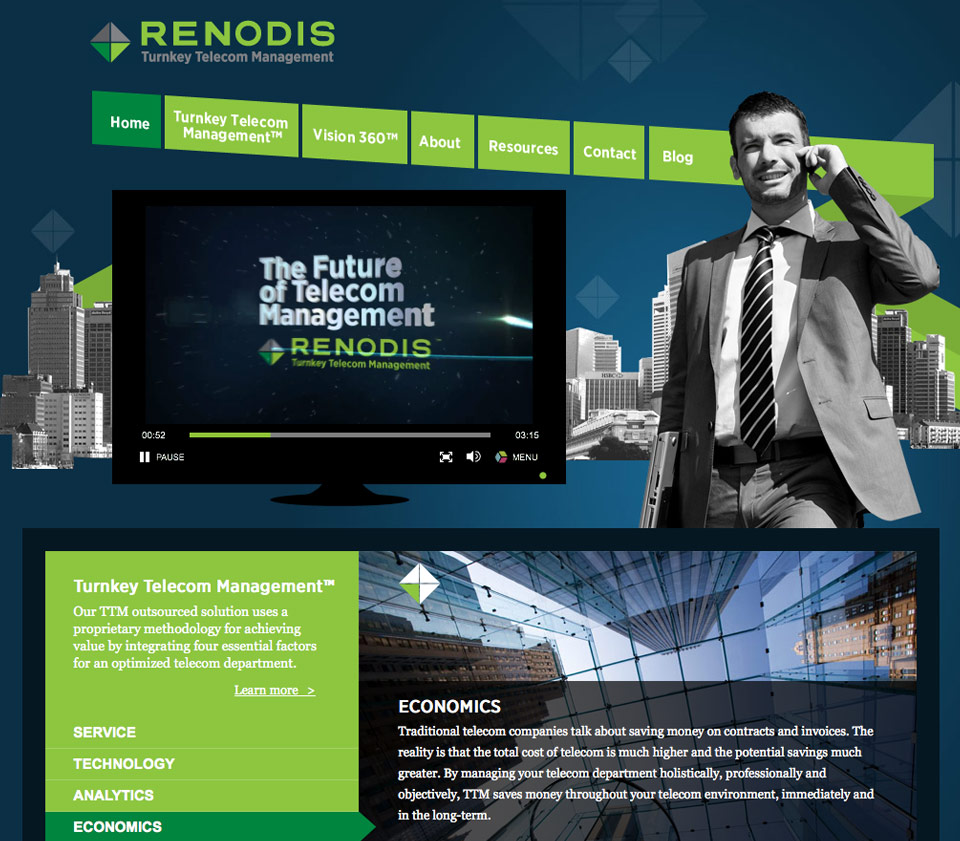 RENODIS
Turnkey Telecom Management
Home
Turnkey Telecom
Management™
Vision 360™
About
Resources
Contact
Blog
The Future
of Telecom
Management
RENODIS™
Turnkey Telecom Management
00:52
03:15
PAUSE
MENU
HSBC
Turnkey Telecom Management™
Our TTM outsourced solution uses a
proprietary methodology for achieving
value by integrating four essential factors
for an optimized telecom department.
Learn more >
SERVICE
TECHNOLOGY
ANALYTICS
ECONOMICS
ECONOMICS
Traditional telecom companies talk about saving money on contracts and invoices. The
reality is that the total cost of telecom is much higher and the potential savings much
greater. By managing your telecom department holistically, professionally and
objectively, TTM saves money throughout your telecom environment, immediately and
in the long-term.